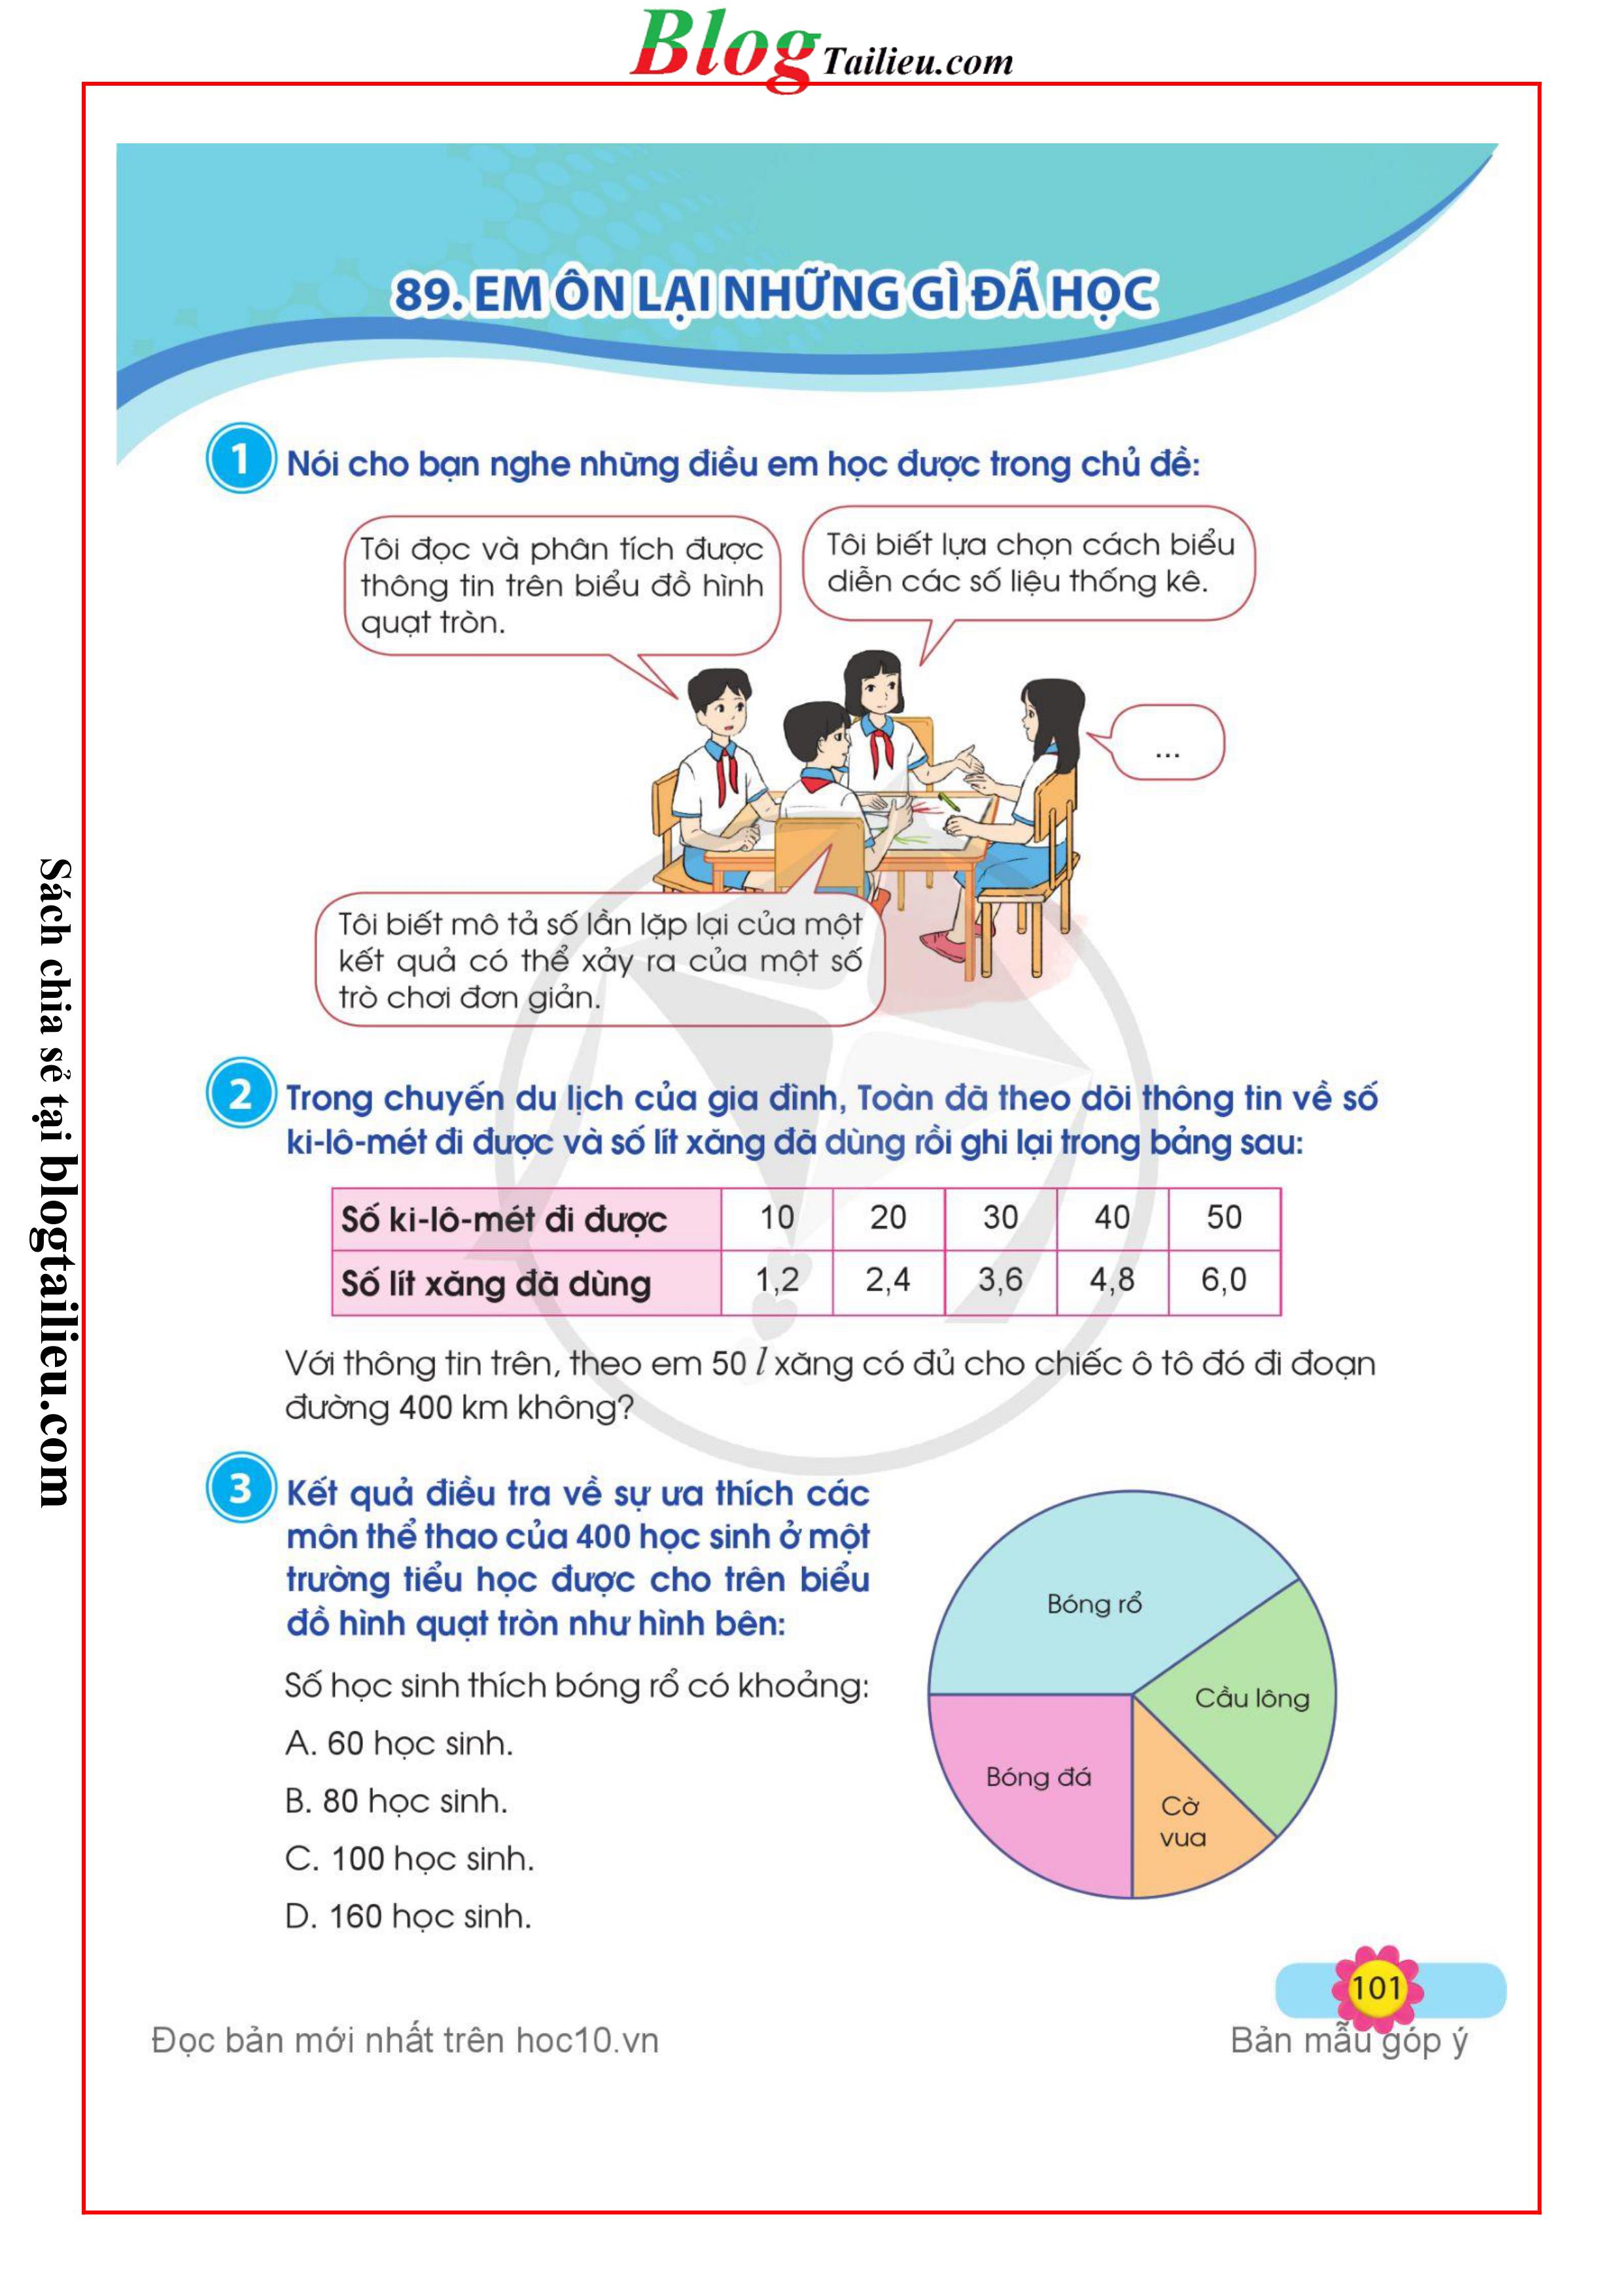 Blog Tailieu.com
89. EM ÔN LẠI NHỮNG GÌ ĐÃ HỌC
1 Nói cho bạn nghe những điều em học được trong chủ đề:
Tôi đọc và phân tích được
thông tin trên biểu đồ hình
quạt tròn.
Tôi biết lựa chọn cách biểu
diễn các số liệu thống kê.
...
Tôi biết mô tả số lần lặp lại của một
kết quả có thể xảy ra của một số
trò chơi đơn giản.
2 Trong chuyến du lịch của gia đình, Toàn đã theo dõi thông tin về số
ki-lô-mét đi được và số lít xăng đã dùng rồi ghi lại trong bảng sau:
Số ki-lô-mét đi được 10 20 30 40 50
Số lít xăng đã dùng 1,2 2,4 3,6 4,8 6,0
Với thông tin trên, theo em 50 l xăng có đủ cho chiếc ô tô đó đi đoạn
đường 400 km không?
3 Kết quả điều tra về sự ưa thích các
môn thể thao của 400 học sinh ở một
trường tiểu học được cho trên biểu
đồ hình quạt tròn như hình bên:
Số học sinh thích bóng rổ có khoảng:
A. 60 học sinh.
B. 80 học sinh.
C. 100 học sinh.
D. 160 học sinh.
Bóng rổ
Cầu lông
Bóng đá
Cờ
vua
101
Đọc bản mới nhất trên hoc10.vn
Bản mẫu góp ý
Sách chia sẻ tại blogtailieu.com